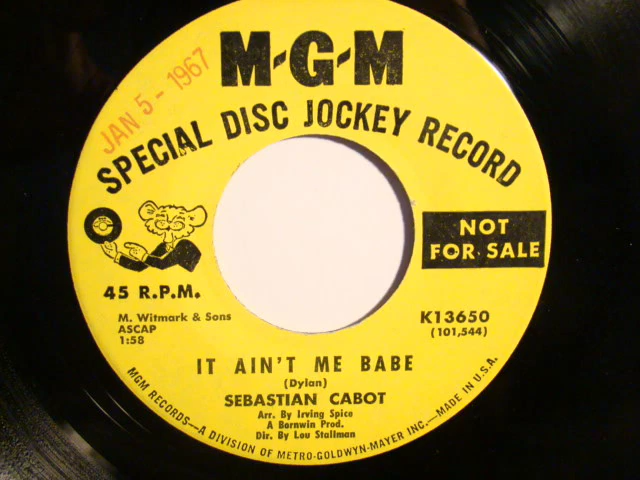 JAN 5 - 1967
M-G-M
SPECIAL DISC JOCKEY RECORD
NOT
FOR SALE
45 R.P.M.
M. Witmark & Sons
ASCAP
1:58
K13650
(101,544)
IT AIN'T ME BABE
(Dylan)
SEBASTIAN CABOT
Arr. By Irving Spice
A Bornwin Prod.
Dir. By Lou Stallman
MGM RECORDS—A DIVISION OF METRO-GOLDWYN-MAYER INC.—MADE IN U.S.A.